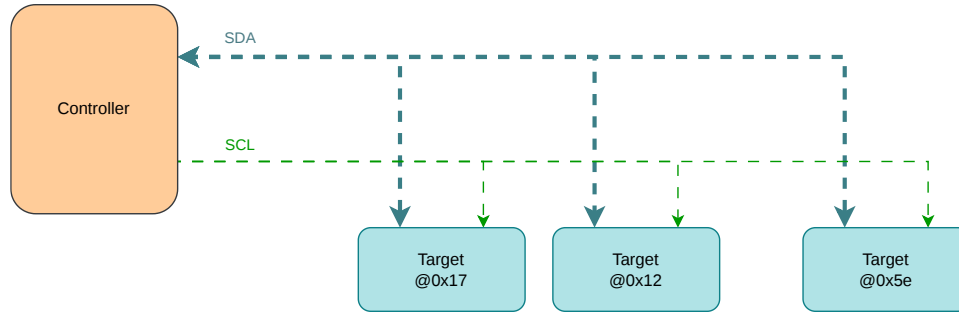 SDA
Controller
SCL
Target
@0x17
Target
@0x12
Target
@0x5e